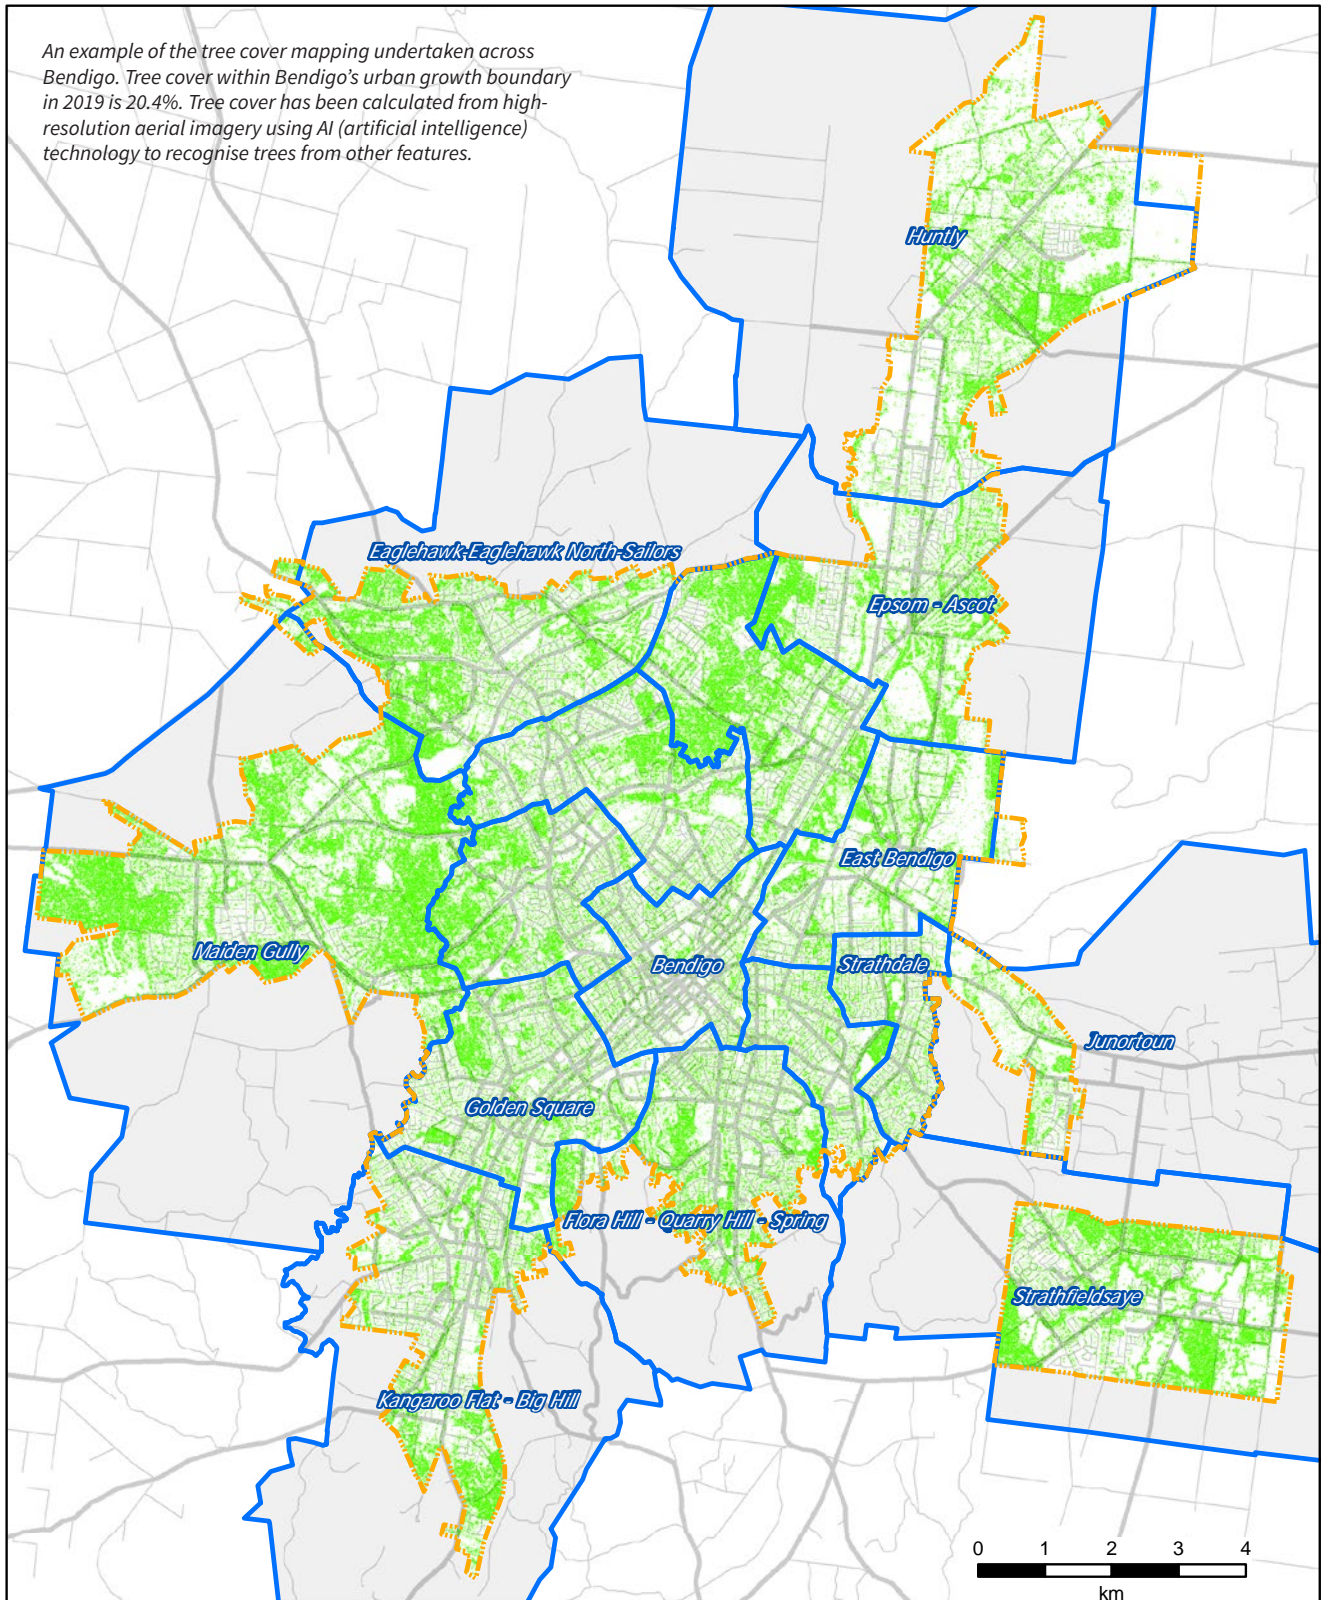 An example of the tree cover mapping undertaken across
Bendigo. Tree cover within Bendigo's urban growth boundary
in 2019 is 20.4%. Tree cover has been calculated from high-
resolution aerial imagery using AI (artificial intelligence)
technology to recognise trees from other features.
Huntly
Eaglehawk-Eaglehawk North-Sailors
Epsom - Ascot
East Bendigo
Maiden Gully
Bendigo
Strathdale
Junortoun
Golden Square
Flora Hill - Quarry Hill - Spring
Strathfieldsaye
Kangaroo Flat - Big Hill
0 1 2 3 4
km